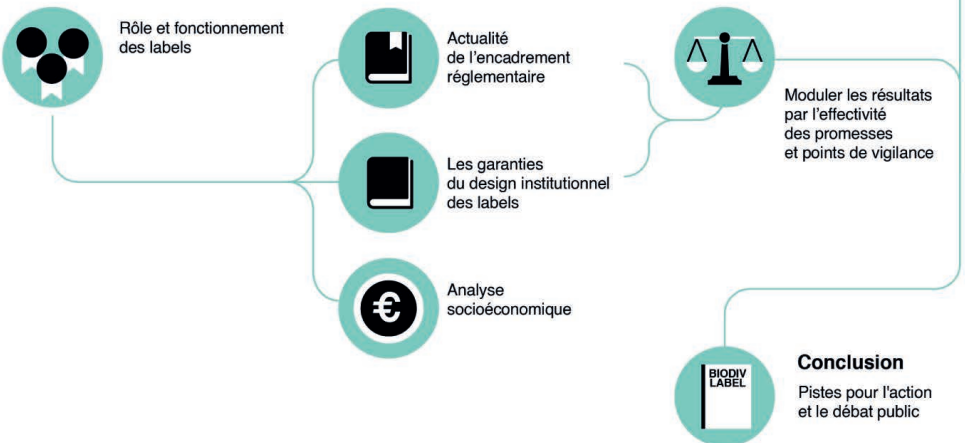 Rôle et fonctionnement
des labels
Actualité
de l'encadrement
réglementaire
Les garanties
du design institutionnel
des labels
Analyse
socioéconomique
€
Moduler les résultats
par l'effectivité
des promesses
et points de vigilance
BIODIV
LABEL
Conclusion
Pistes pour l'action
et le débat public